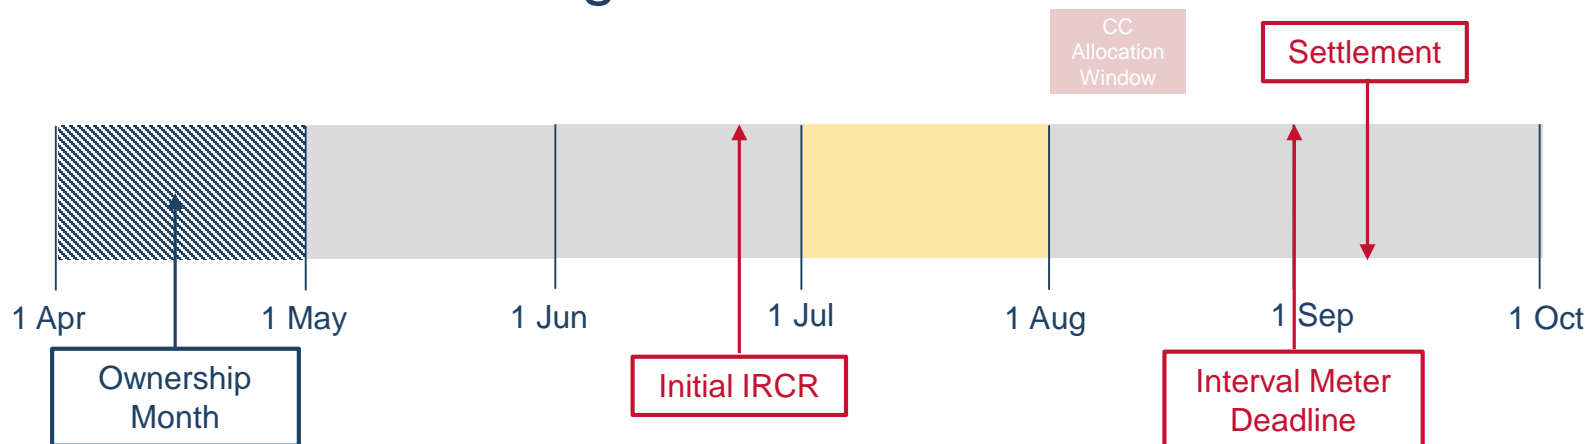 CC
Allocation
Window
Settlement
1 Apr
1 May
1 Jun
1 Jul
1 Aug
1 Sep
1 Oct
Ownership
Month
Initial IRCR
Interval Meter
Deadline